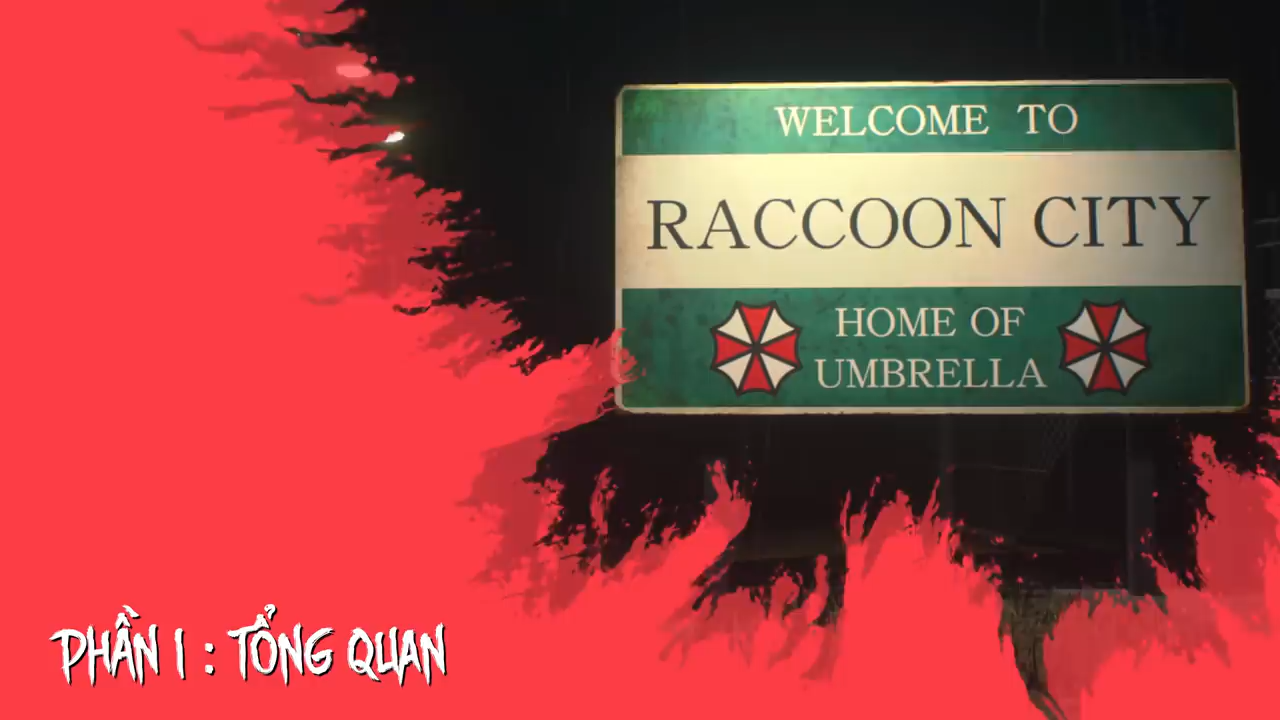 WELCOME TO
RACCOON CITY
HOME OF
UMBRELLA
PHẦN I : TỔNG QUAN